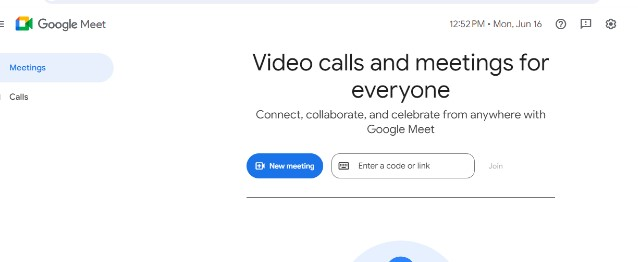 Google Meet
12:52 PM • Mon, Jun 16
Meetings
Calls
Video calls and meetings for
everyone
Connect, collaborate, and celebrate from anywhere with
Google Meet
New meeting
Enter a code or link
Join